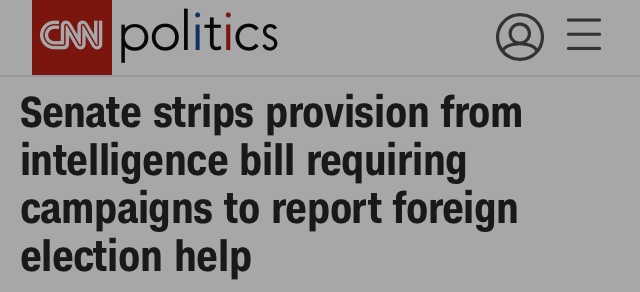 CNN politics
Senate strips provision from
intelligence bill requiring
campaigns to report foreign
election help